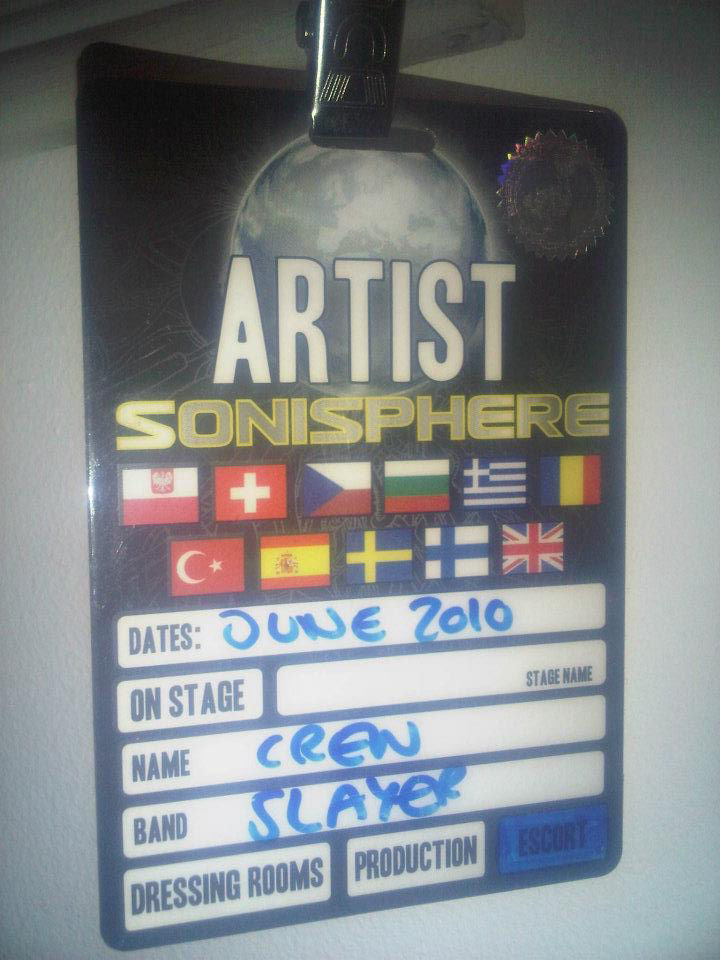 ARTIST
SONISPHERE
DATES: JUNE 2010
ON STAGE
STAGE NAME
NAME CREW
BAND SLAYER
DRESSING ROOMS PRODUCTION ESCORT